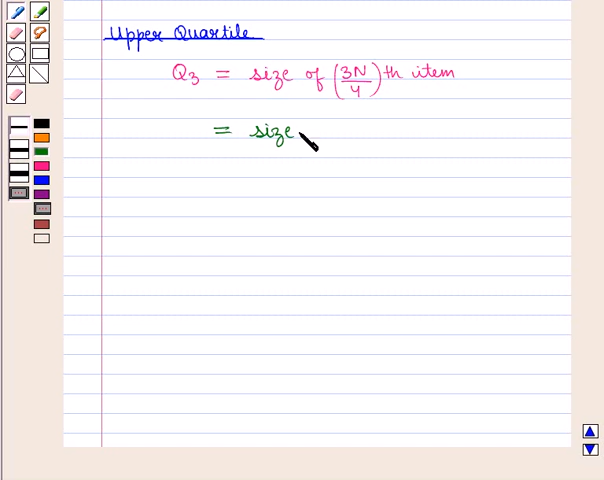 Upper Quartile
Q₃ = size of (3N/4)th item
= size